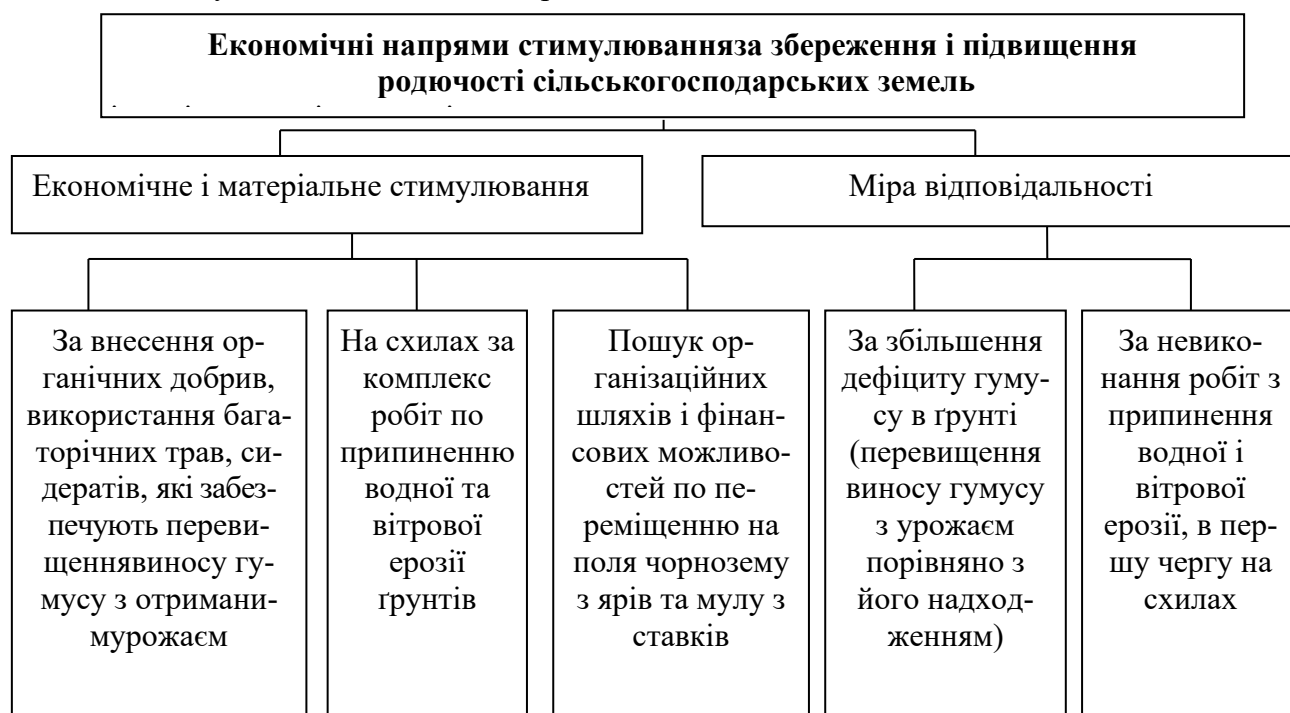 Економічні напрями стимулюванняза збереження і підвищення
родючості сільськогосподарських земель
Економічне і матеріальне стимулювання
Міра відповідальності
За внесення ор-
ганічних добрив,
використання бага-
торічних трав, си-
дератів, які забез-
печують переви-
щеннявиносу гу-
мусу з отримани-
мурожаєм
На схилах за
комплекс
робіт по
припиненню
водної та
вітрової
ерозії
ґрунтів
Пошук ор-
ганізаційних
шляхів і фінан-
сових можливо-
стей по пе-
реміщенню на
поля чорнозему
з ярів та мулу з
ставків
За збільшення
дефіциту гуму-
су в ґрунті
(перевищення
виносу гумусу
з урожаєм
порівняно з
його надход-
женням)
За невико-
нання робіт з
припинення
водної і
вітрової
ерозії, в пер-
шу чергу на
схилах